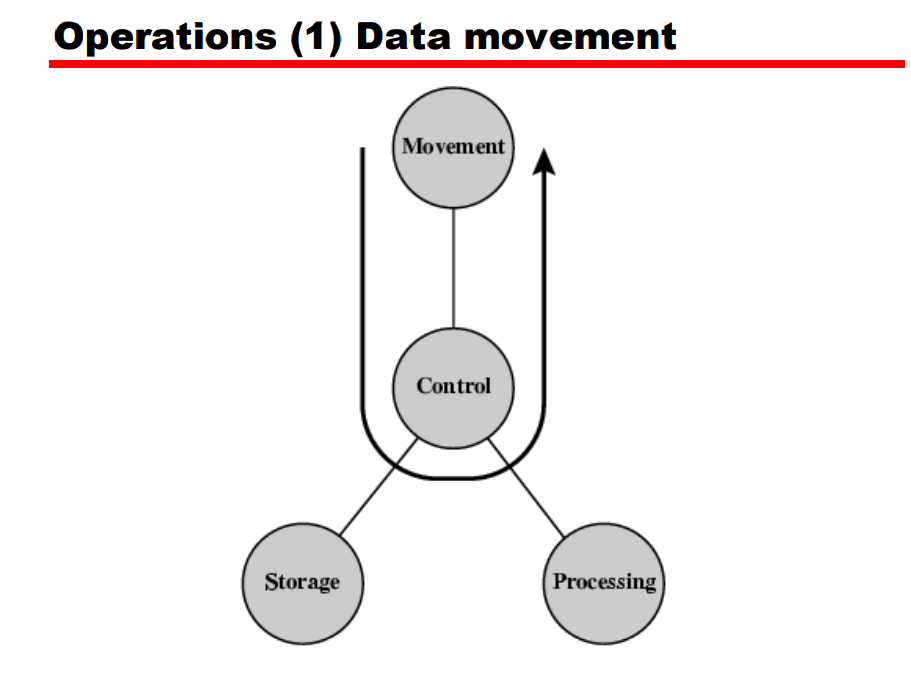 Operations (1) Data movement
Movement
Control
Storage
Processing